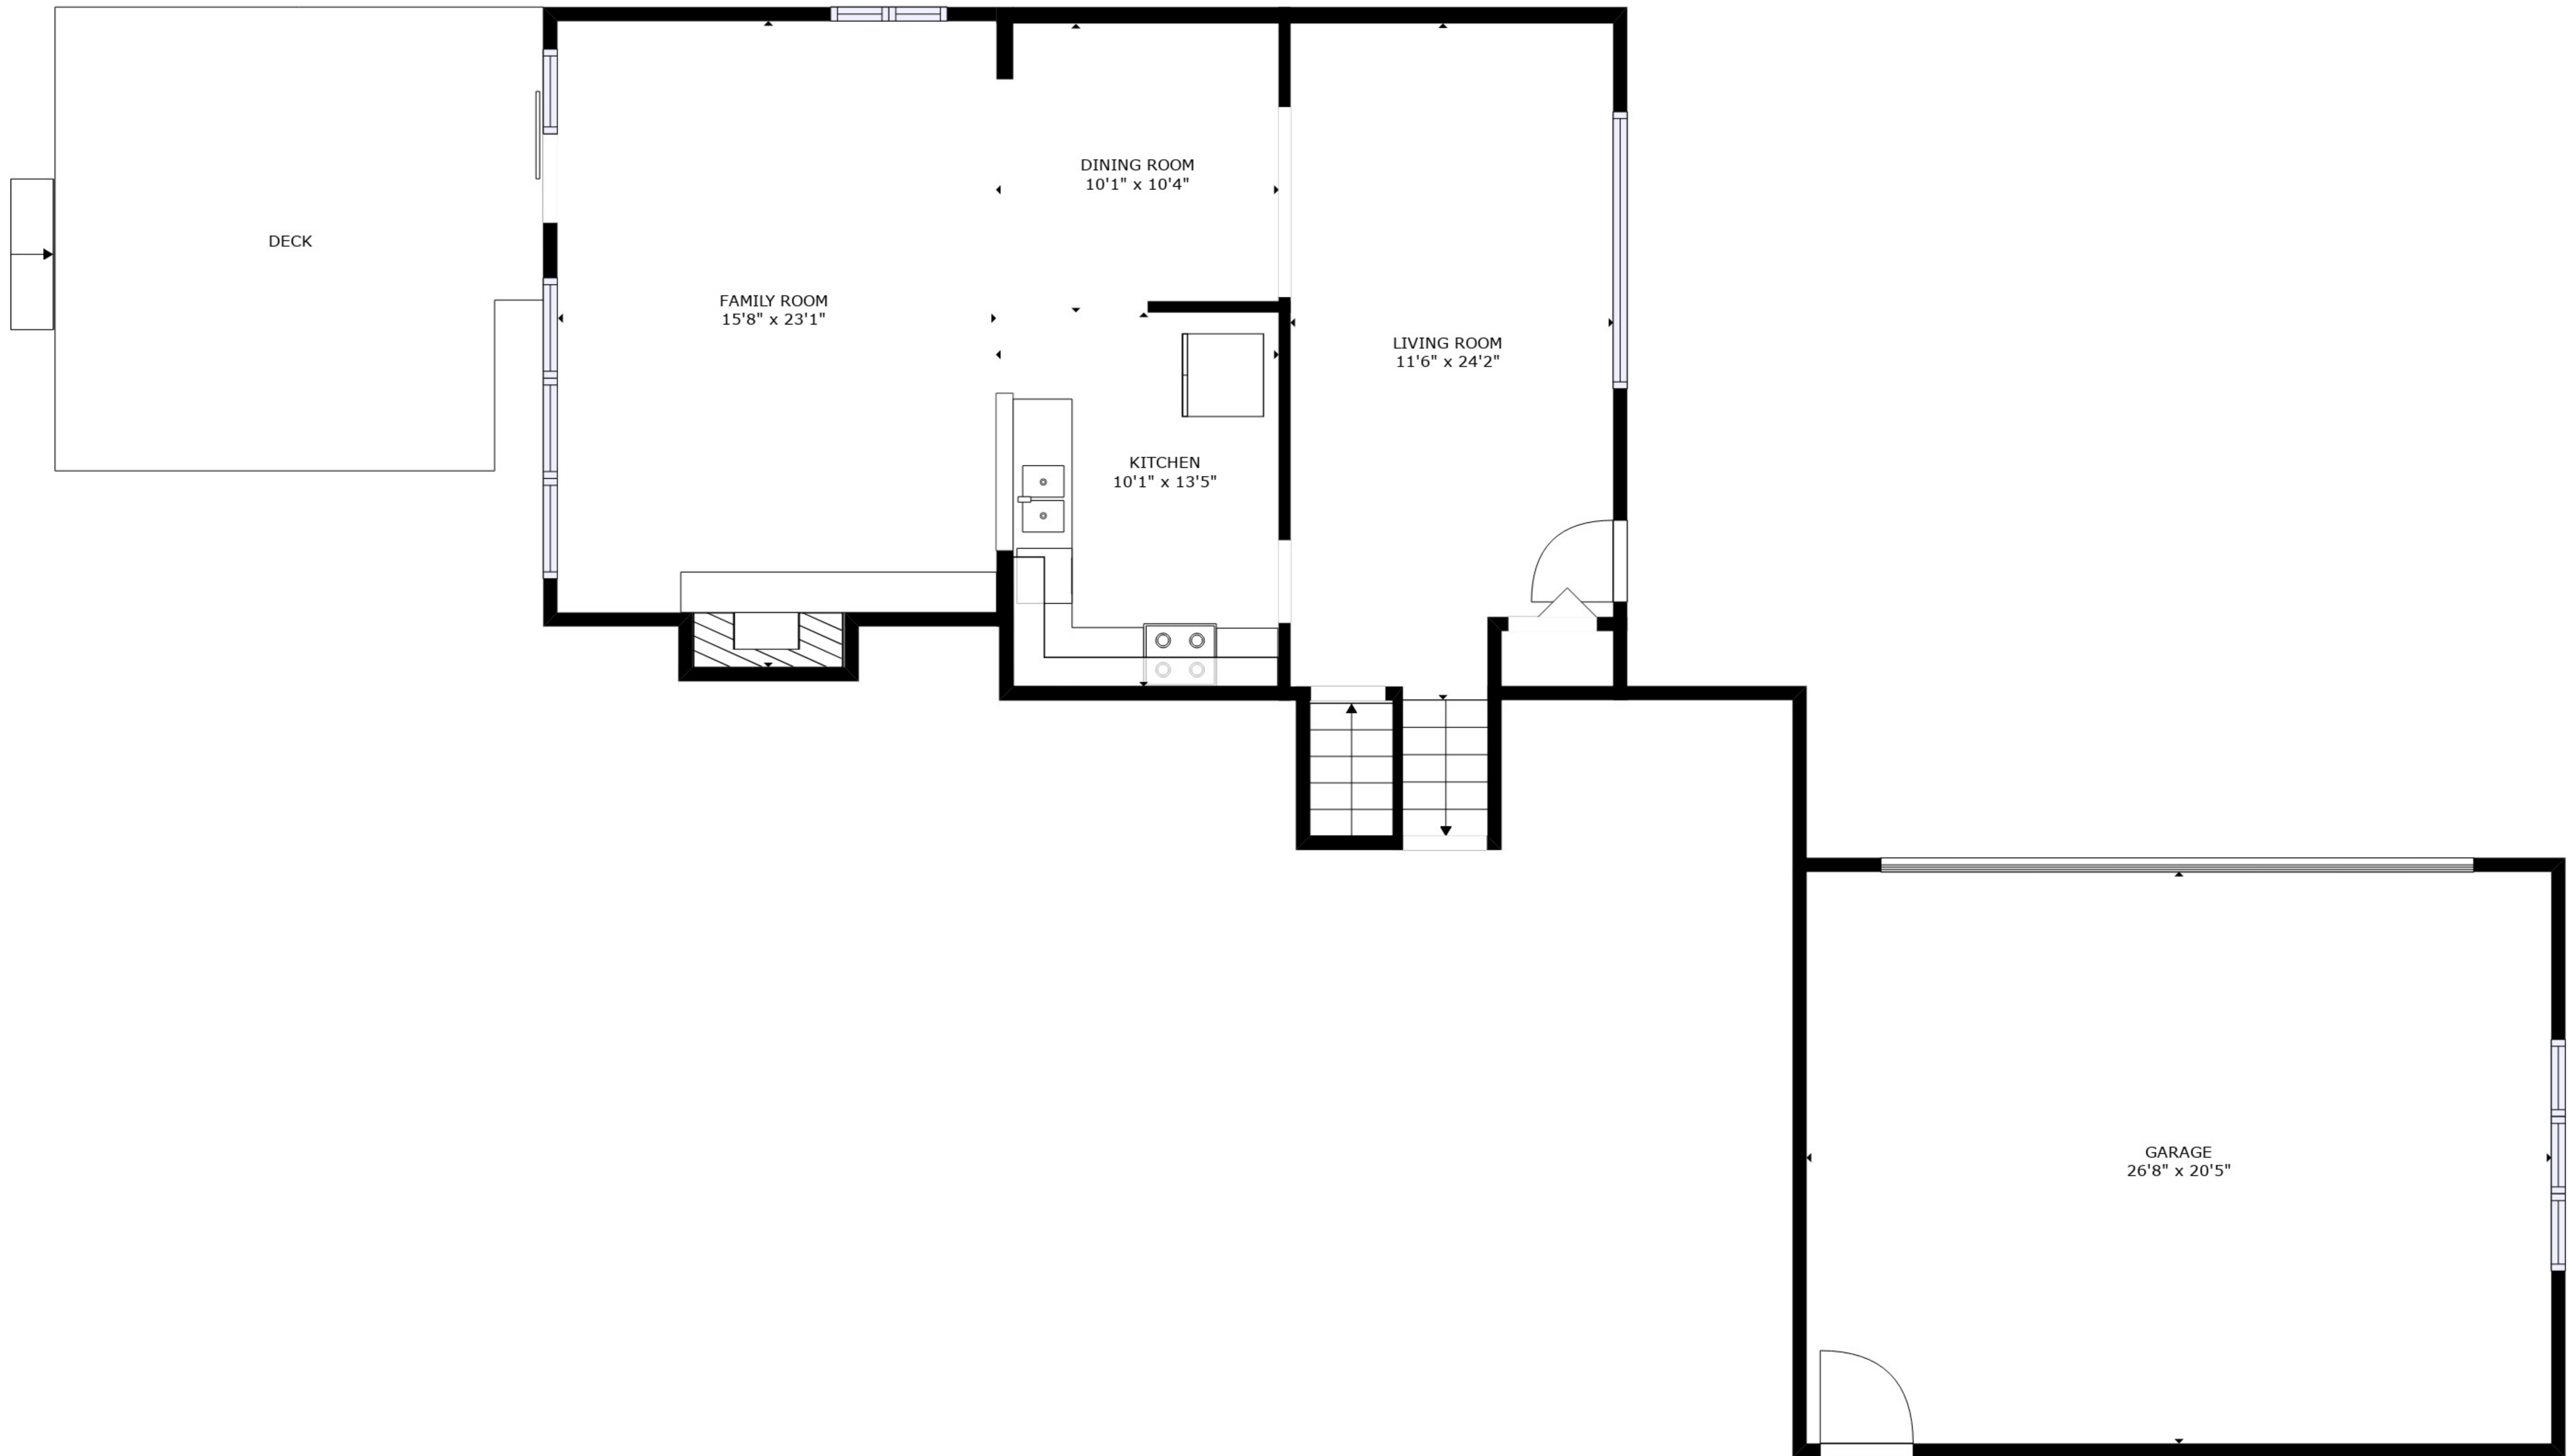 DINING ROOM
10'1" x 10'4"
DECK
FAMILY ROOM
15'8" x 23'1"
LIVING ROOM
11'6" x 24'2"
KITCHEN
10'1" x 13'5"
GARAGE
26'8" x 20'5"